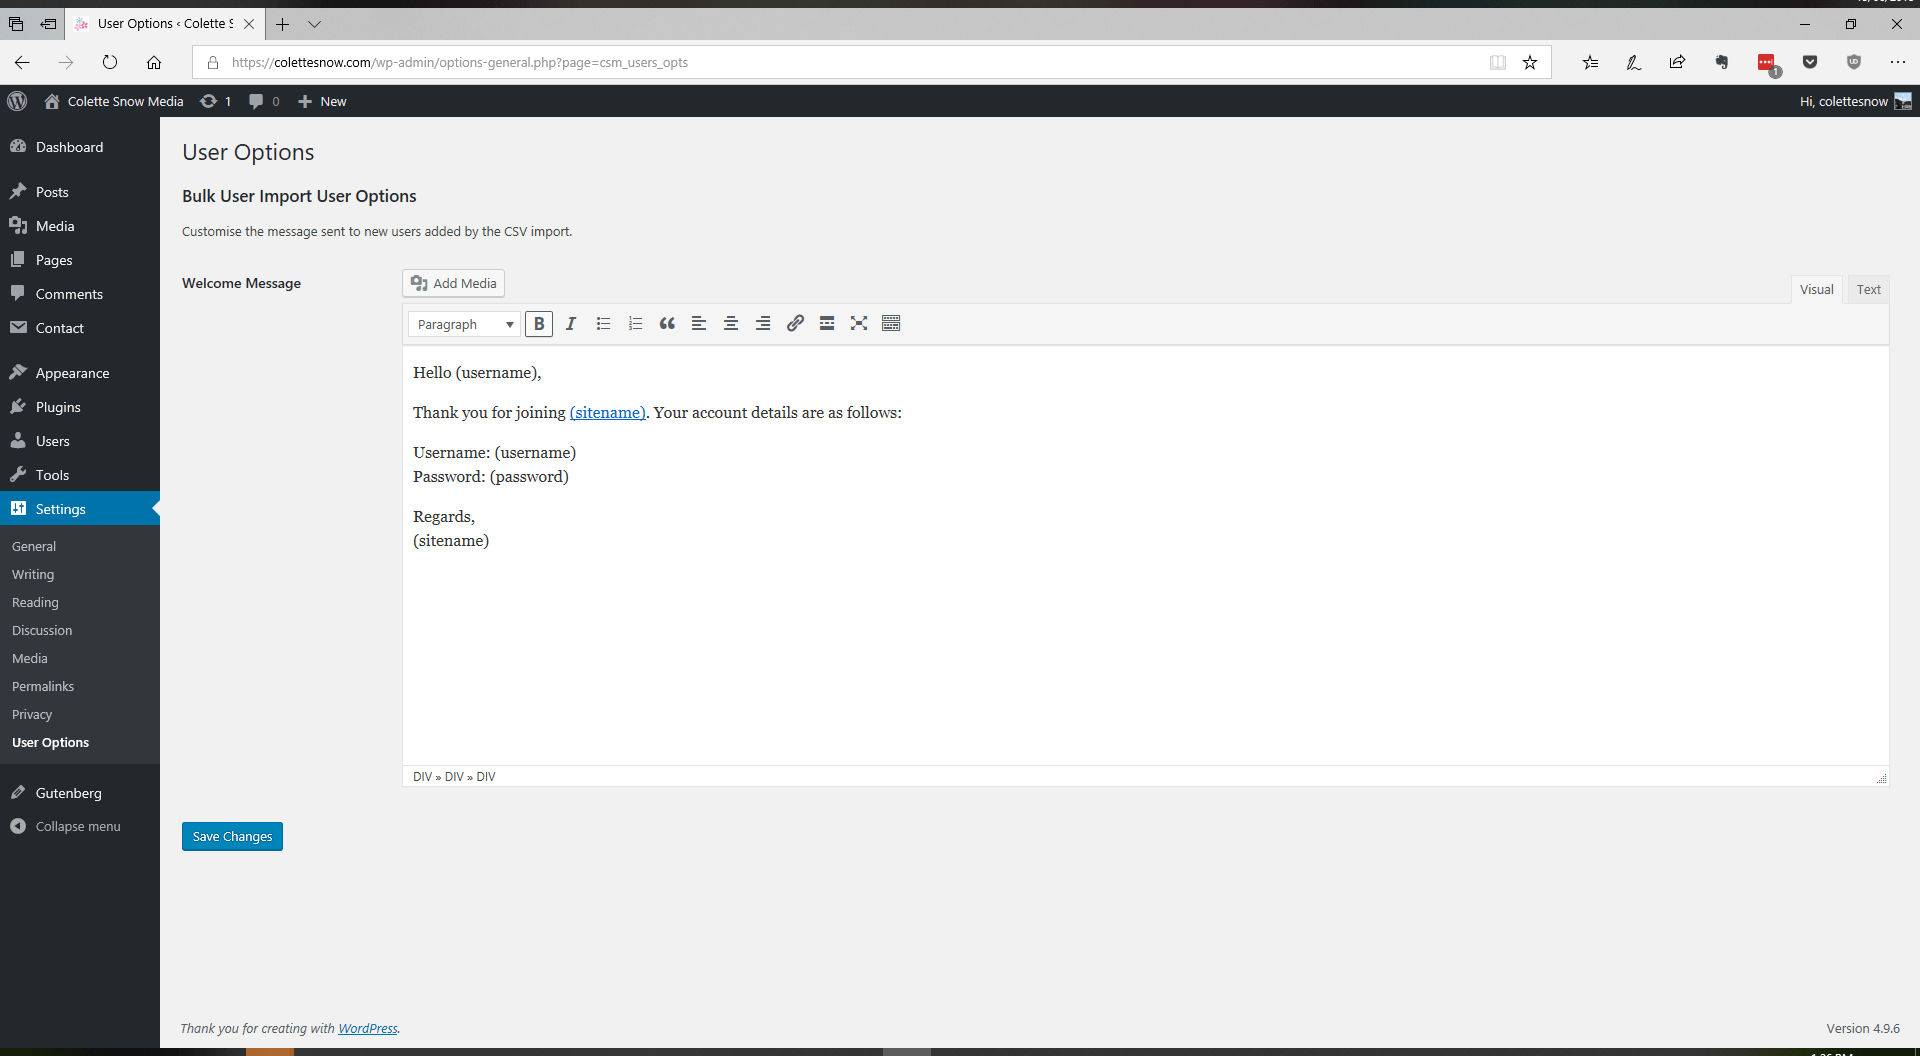 User Options ‹ Colette S
https://colettesnow.com/wp-admin/options-general.php?page=csm_users_opts
1
Colette Snow Media 1 0 New
Hi, colettesnow
Dashboard
Posts
Media
Pages
Comments
Contact
Appearance
Plugins
Users
Tools
Settings
General
Writing
Reading
Discussion
Media
Permalinks
Privacy
User Options
Gutenberg
Collapse menu
User Options
Bulk User Import User Options
Customise the message sent to new users added by the CSV import.
Welcome Message
Add Media
Visual Text
Paragraph
Hello (username),
Thank you for joining (sitename). Your account details are as follows:
Username: (username)
Password: (password)
Regards,
(sitename)
DIV » DIV » DIV
Save Changes
Thank you for creating with WordPress.
Version 4.9.6